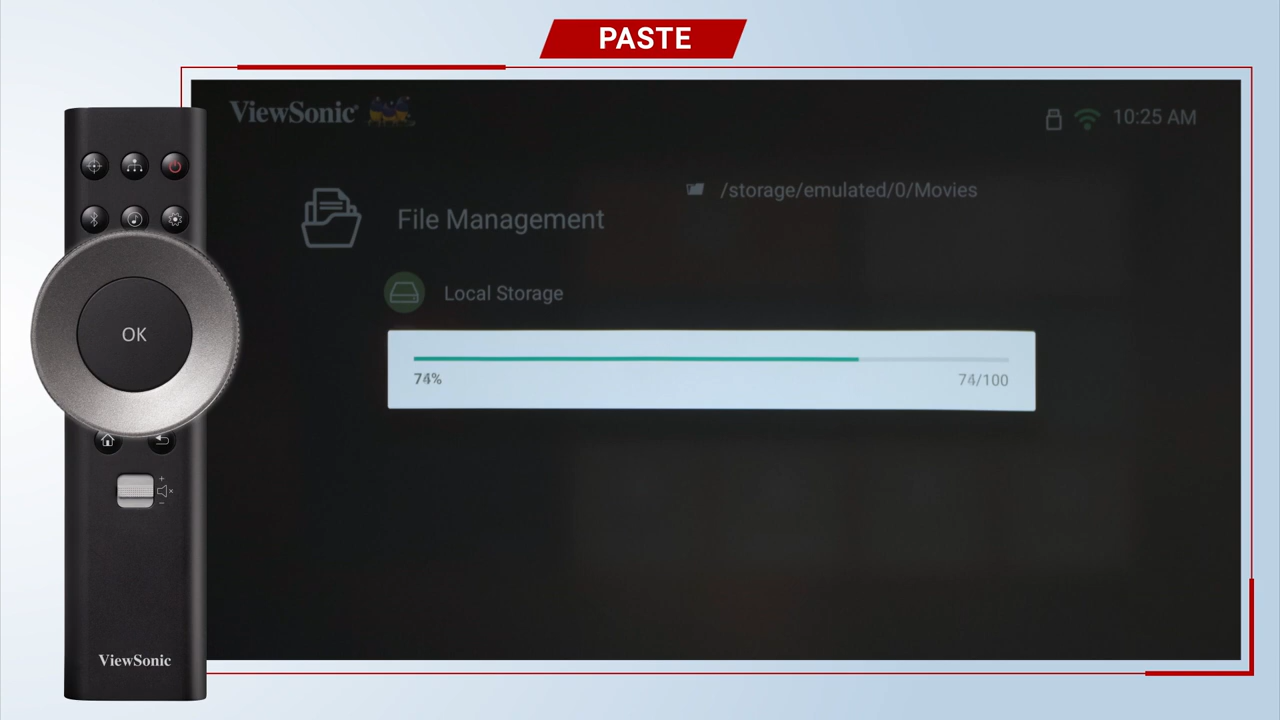 PASTE
ViewSonic
10:25 AM
/storage/emulated/0/Movies
File Management
Local Storage
74%
74/100
OK
+
-
ViewSonic